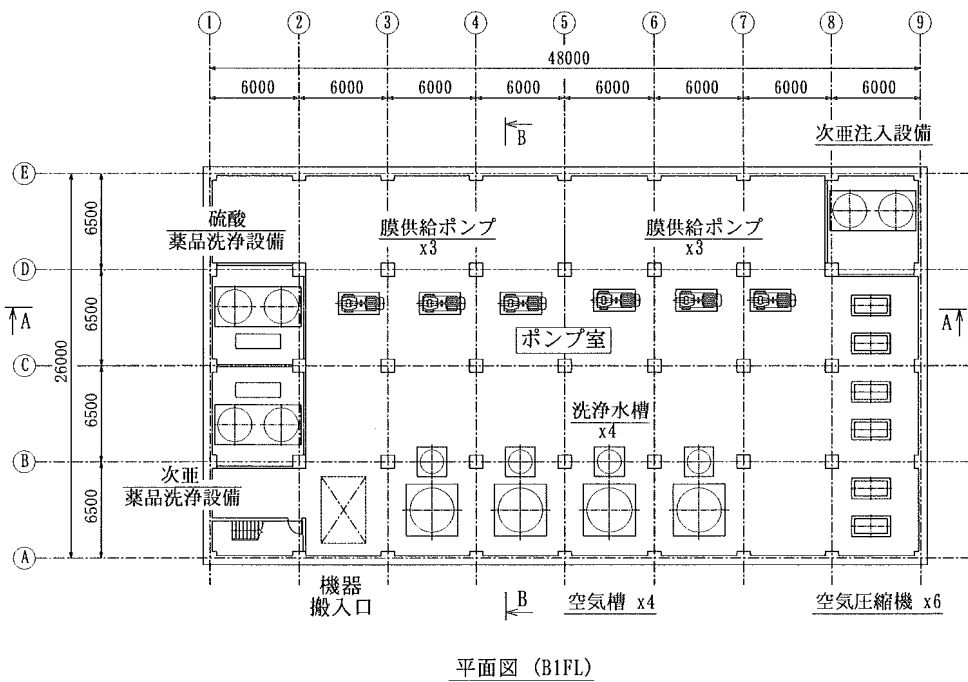 1 2 3 4 5 6 7 8 9
48000
6000 6000 6000 6000 6000 6000 6000 6000
B
次亜注入設備
E
硫酸
薬品洗浄設備
膜供給ポンプ
x3
膜供給ポンプ
x3
6500
D
A
A
ポンプ室
6500
26000
C
洗浄水槽
x4
6500
B
次亜
薬品洗浄設備
6500
A
機器
搬入口
B
空気槽 x4
空気圧縮機 x6
平面図 (B1FL)